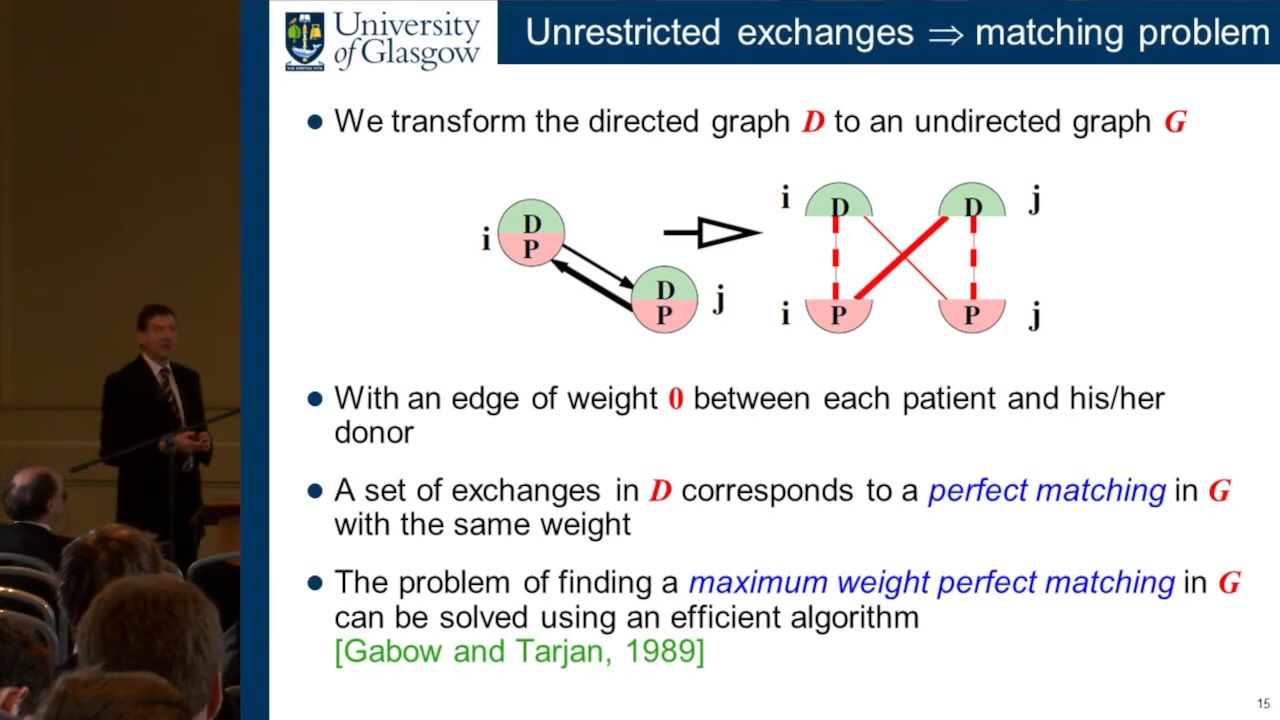 University
of Glasgow
Unrestricted exchanges ⇒ matching problem
● We transform the directed graph D to an undirected graph G
i D D j
i D
P
D
P j
i P P j
● With an edge of weight 0 between each patient and his/her
donor
● A set of exchanges in D corresponds to a perfect matching in G
with the same weight
● The problem of finding a maximum weight perfect matching in G
can be solved using an efficient algorithm
[Gabow and Tarjan, 1989]
15